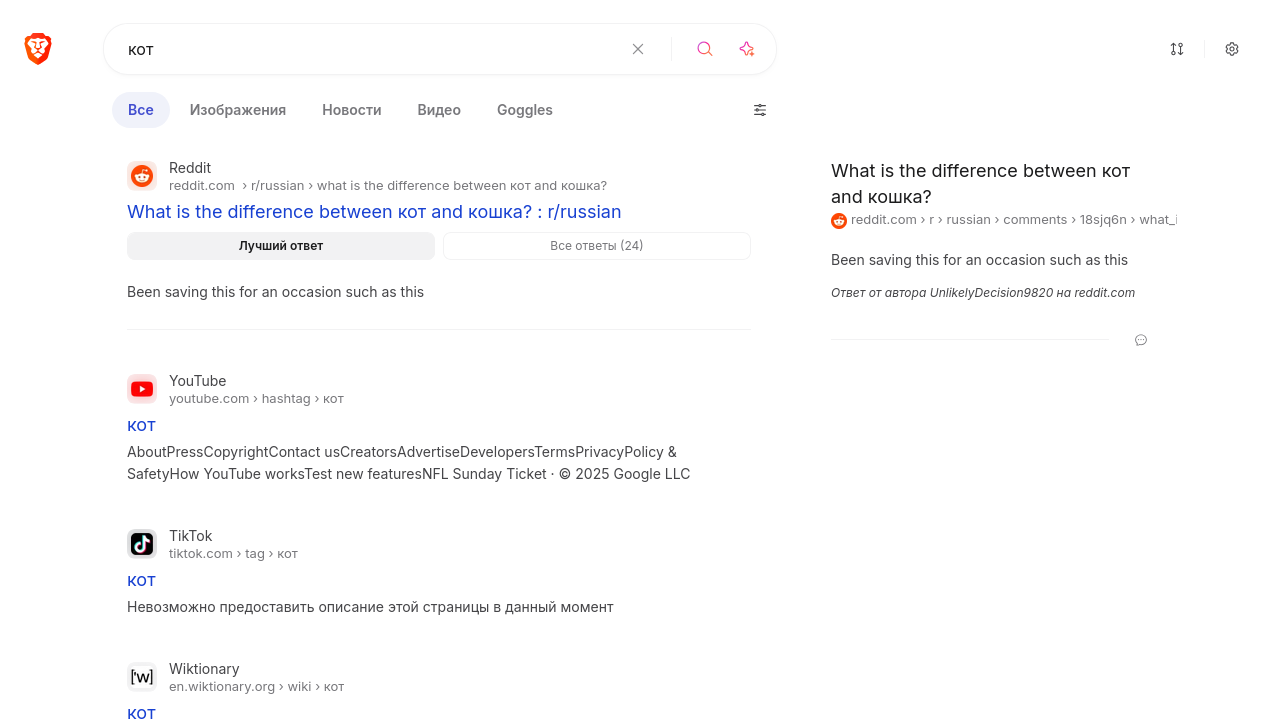 кот
Все
Изображения
Новости
Видео
Goggles
Reddit
reddit.com › r/russian › what is the difference between кот and кошка?
What is the difference between кот and кошка? : r/russian
Лучший ответ
Все ответы (24)
Been saving this for an occasion such as this
YouTube
youtube.com › hashtag › кот
КОТ
AboutPressCopyrightContact usCreatorsAdvertiseDevelopersTermsPrivacyPolicy &
SafetyHow YouTube worksTest new featuresNFL Sunday Ticket · © 2025 Google LLC
TikTok
tiktok.com › tag › кот
КОТ
Невозможно предоставить описание этой страницы в данный момент
['W]
Wiktionary
en.wiktionary.org › wiki › кот
КОТ
What is the difference between кот
and кошка?
reddit.com › r › russian › comments › 18sjq6n › what_i
Been saving this for an occasion such as this
Ответ от автора UnlikelyDecision9820 на reddit.com